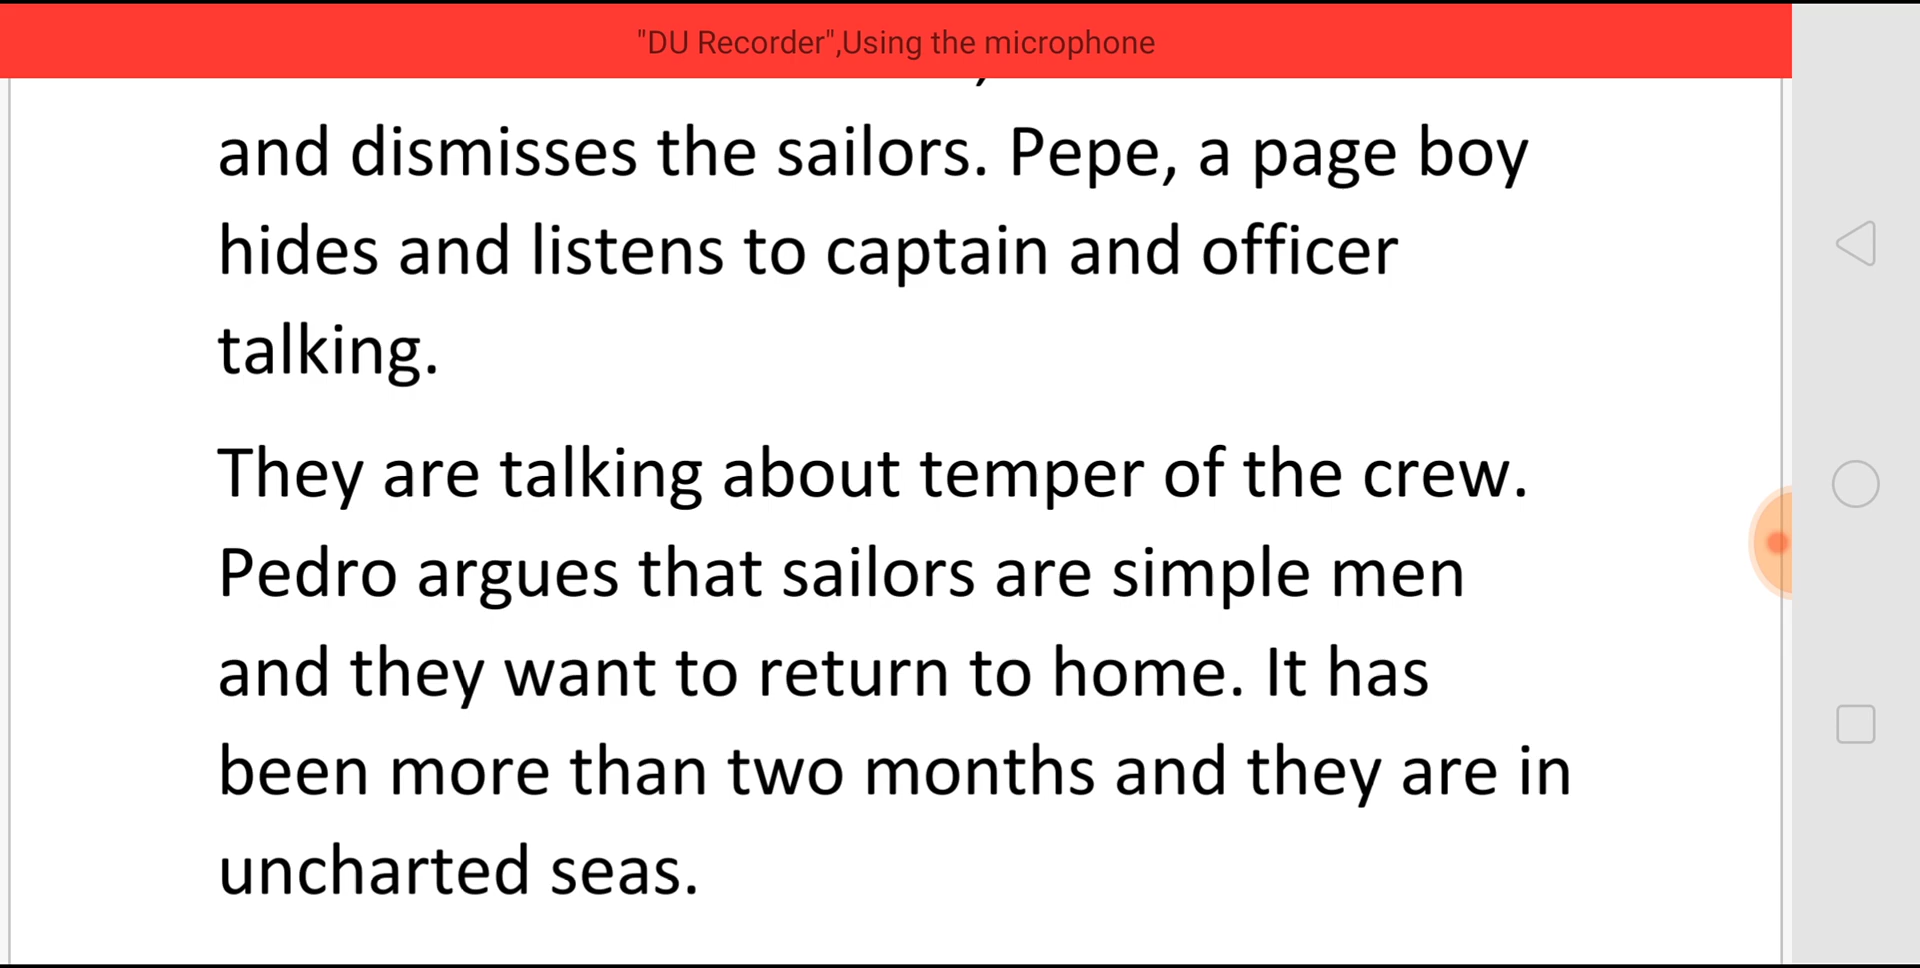 "DU Recorder",Using the microphone
and dismisses the sailors. Pepe, a page boy
hides and listens to captain and officer
talking.
They are talking about temper of the crew.
Pedro argues that sailors are simple men
and they want to return to home. It has
been more than two months and they are in
uncharted seas.